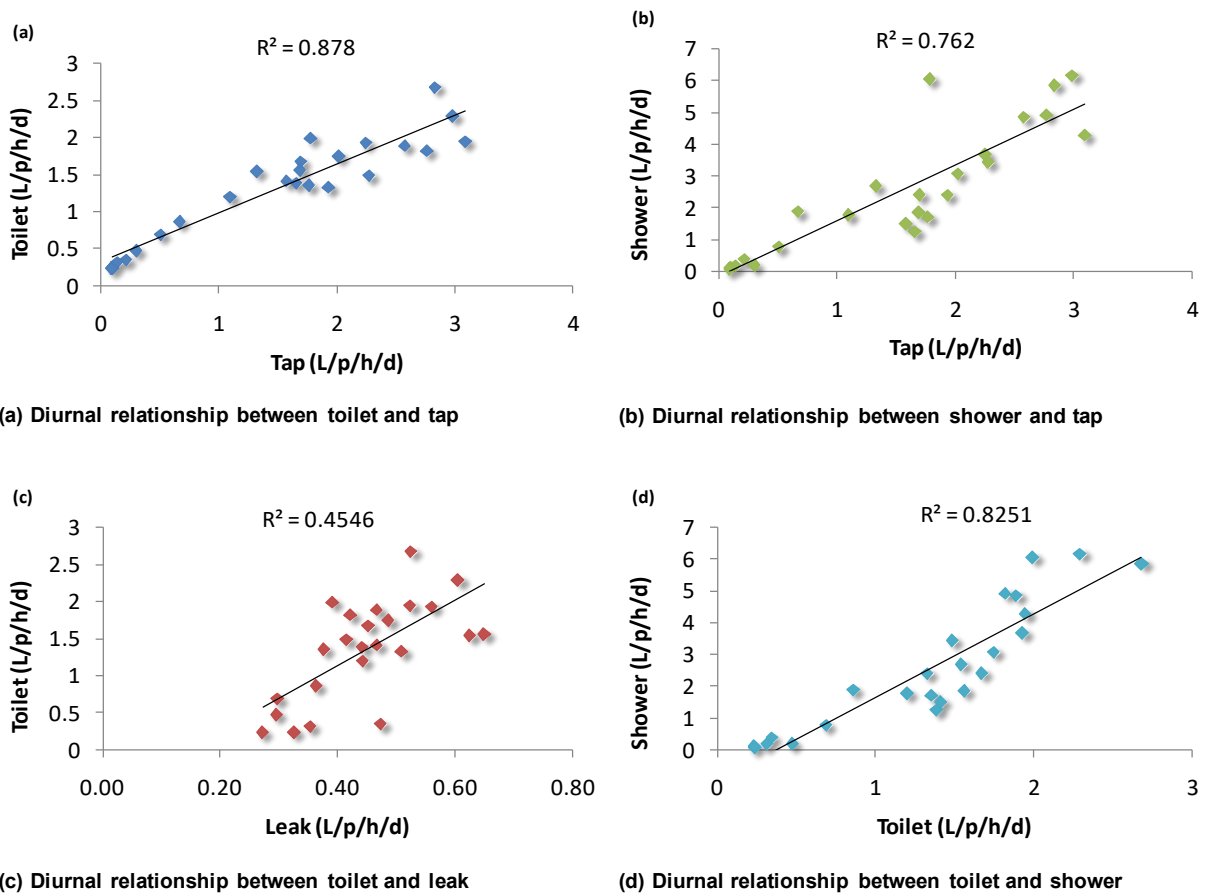 (a)
R² = 0.878
3
2.5
2
1.5
1
0.5
0
0 1 2 3 4
Toilet (L/p/h/d)
Tap (L/p/h/d)
(a) Diurnal relationship between toilet and tap
(b)
R² = 0.762
7
6
5
4
3
2
1
0
0 1 2 3 4
Shower (L/p/h/d)
Tap (L/p/h/d)
(b) Diurnal relationship between shower and tap
(c)
R² = 0.4546
3
2.5
2
1.5
1
0.5
0
0.00 0.20 0.40 0.60 0.80
Toilet (L/p/h/d)
Leak (L/p/h/d)
(c) Diurnal relationship between toilet and leak
(d)
R² = 0.8251
7
6
5
4
3
2
1
0
0 1 2 3
Shower (L/p/h/d)
Toilet (L/p/h/d)
(d) Diurnal relationship between toilet and shower